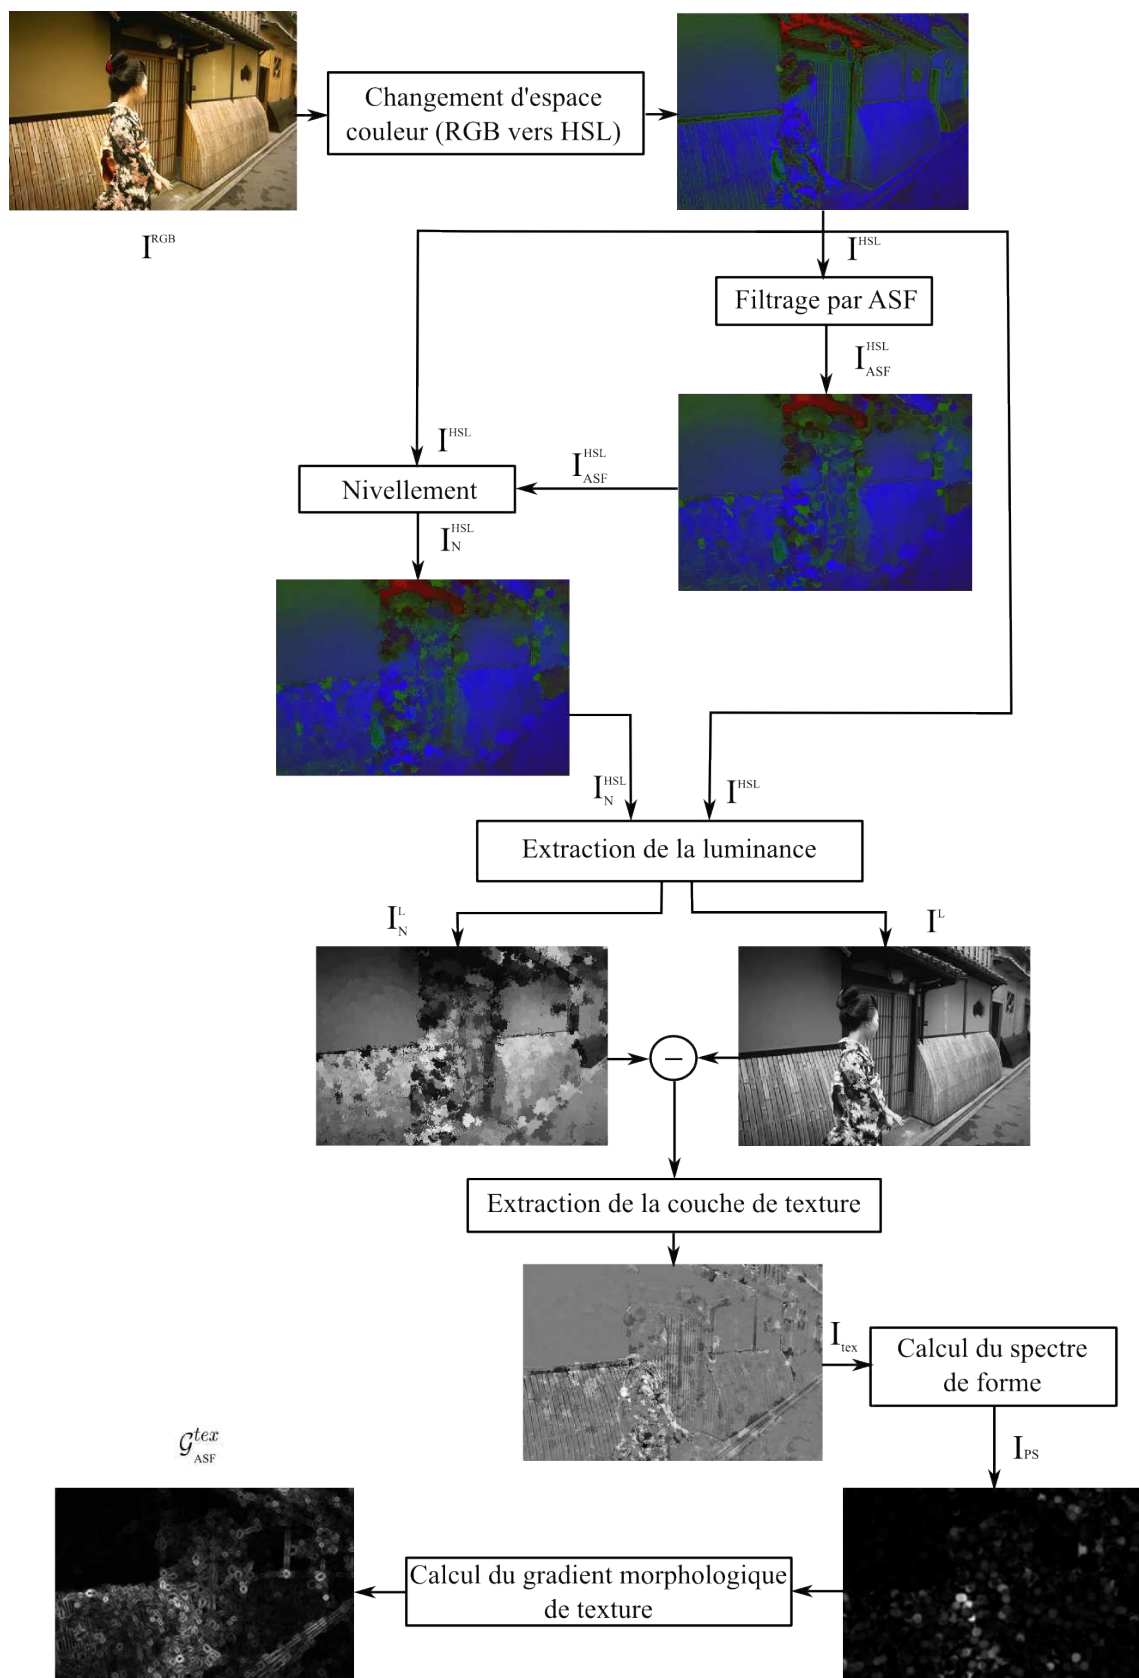 Changement d'espace
couleur (RGB vers HSL)
I^RGB
I^HSL
Filtrage par ASF
I^HSL_ASF
I^HSL
I^HSL_ASF
Nivellement
I^HSL_N
I^HSL_N
I^HSL
Extraction de la luminance
I^L_N
I^L
−
Extraction de la couche de texture
I_tex
Calcul du spectre
de forme
G^tex_ASF
I_PS
Calcul du gradient morphologique
de texture